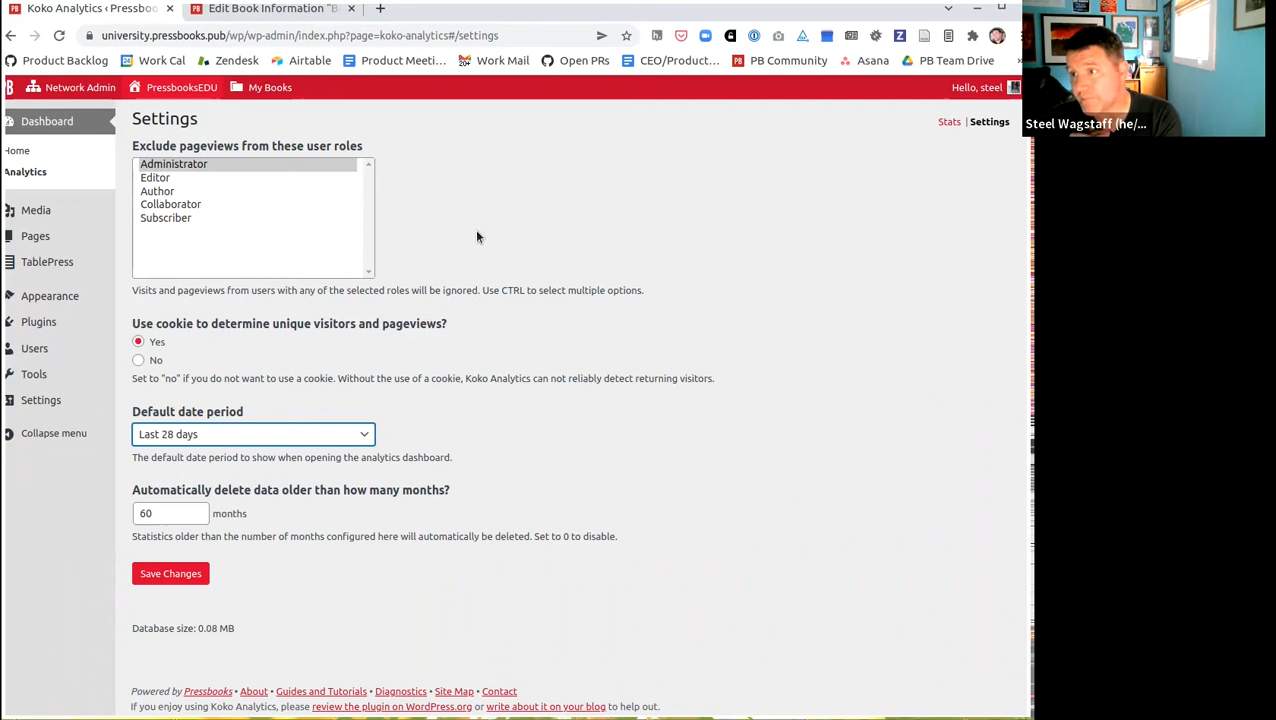 Koko Analytics ‹ Pressboo
Edit Book Information "B
university.pressbooks.pub/wp/wp-admin/index.php?page=koko-analytics#/settings
Product Backlog
Work Cal
Zendesk
Airtable
Product Meeti...
Work Mail
Open PRs
CEO/Product...
PB Community
Asana
PB Team Drive
Network Admin
PressbooksEDU
My Books
Hello, steel
Steel Wagstaff (he/...
Dashboard
Home
Analytics
Media
Pages
TablePress
Appearance
Plugins
Users
Tools
Settings
Collapse menu
Settings
Stats | Settings
Exclude pageviews from these user roles
Administrator
Editor
Author
Collaborator
Subscriber
Visits and pageviews from users with any of the selected roles will be ignored. Use CTRL to select multiple options.
Use cookie to determine unique visitors and pageviews?
Yes
No
Set to "no" if you do not want to use a cookie. Without the use of a cookie, Koko Analytics can not reliably detect returning visitors.
Default date period
Last 28 days
The default date period to show when opening the analytics dashboard.
Automatically delete data older than how many months?
60 months
Statistics older than the number of months configured here will automatically be deleted. Set to 0 to disable.
Save Changes
Database size: 0.08 MB
Powered by Pressbooks • About • Guides and Tutorials • Diagnostics • Site Map • Contact
If you enjoy using Koko Analytics, please review the plugin on WordPress.org or write about it on your blog to help out.